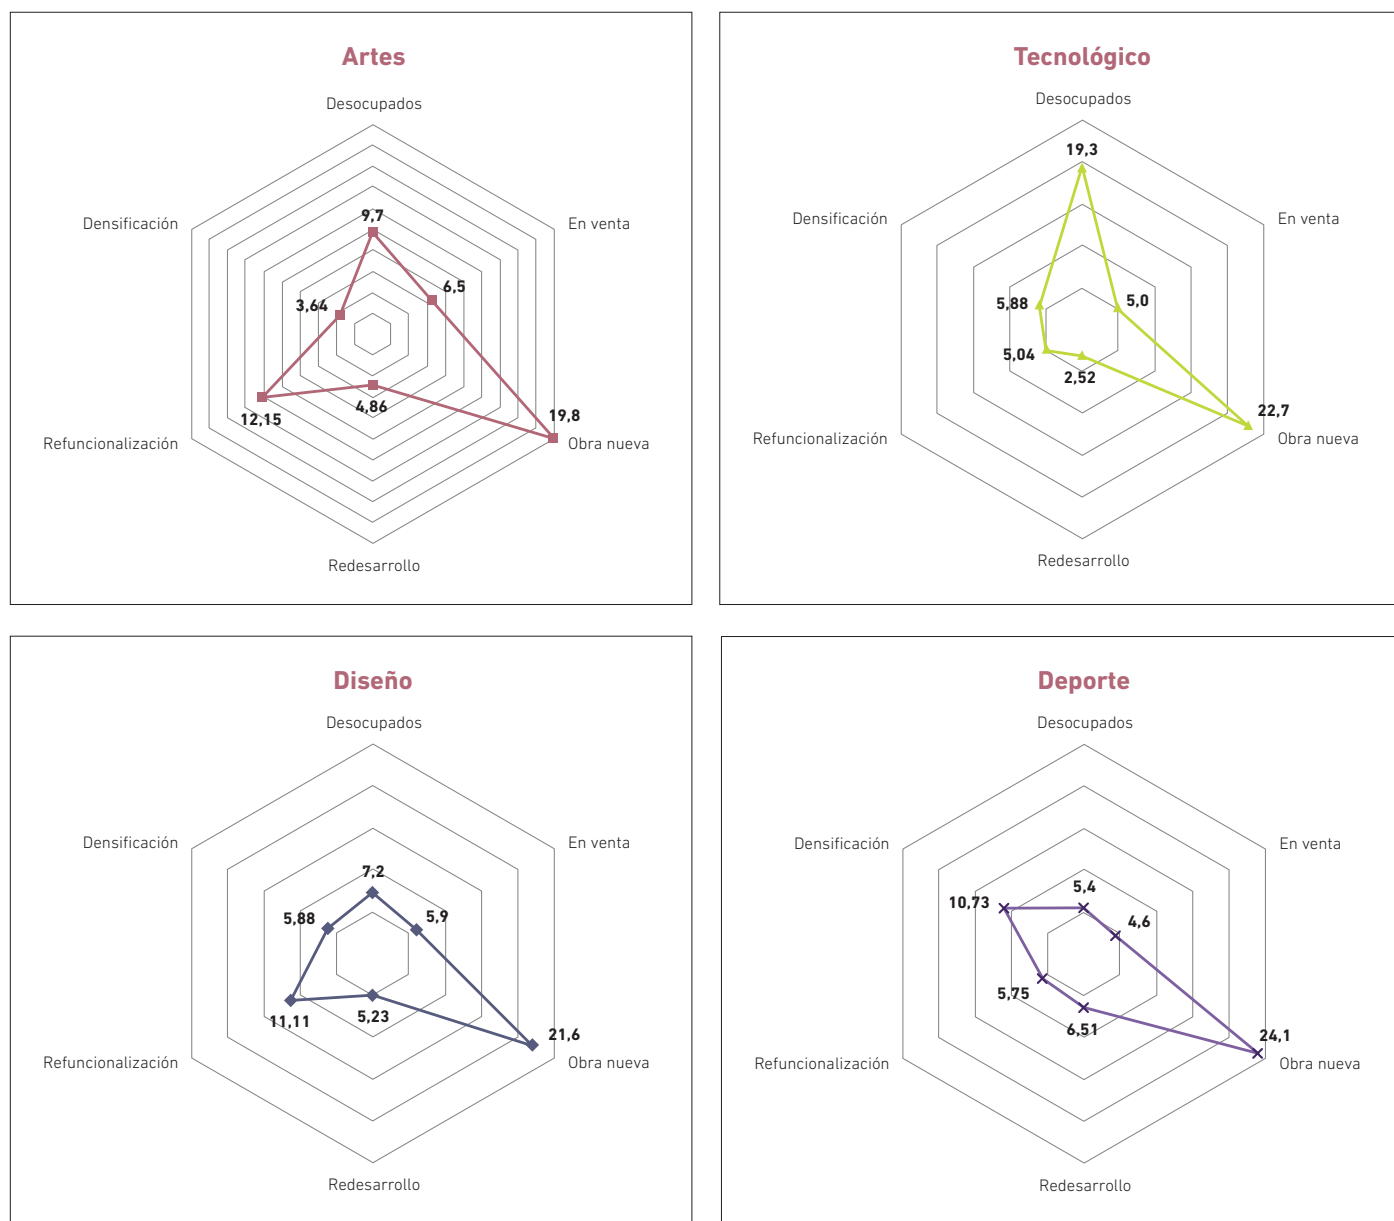 Artes
Desocupados
Densificación
En venta
9,7
6,5
3,64
4,86
12,15
19,8
Refuncionalización
Obra nueva
Redesarrollo
Tecnológico
Desocupados
19,3
Densificación
En venta
5,88
5,0
5,04
2,52
22,7
Refuncionalización
Obra nueva
Redesarrollo
Diseño
Desocupados
Densificación
En venta
7,2
5,88
5,9
11,11
5,23
21,6
Refuncionalización
Obra nueva
Redesarrollo
Deporte
Desocupados
Densificación
En venta
5,4
10,73
4,6
5,75
6,51
24,1
Refuncionalización
Obra nueva
Redesarrollo